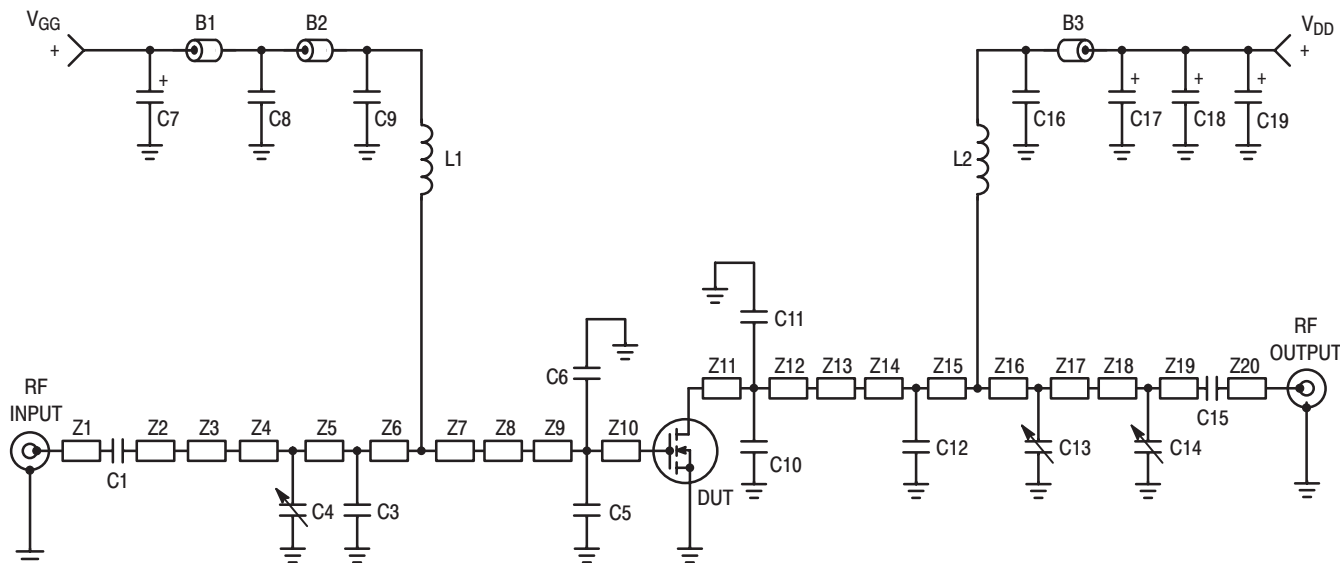 VGG
+
B1
B2
B3
VDD
+
+
C7
C8
C9
C16
+
C17
+
C18
+
C19
L1
L2
C11
C6
RF
INPUT
Z1
C1
Z2
Z3
Z4
Z5
Z6
Z7
Z8
Z9
Z10
Z11
Z12
Z13
Z14
Z15
Z16
Z17
Z18
Z19
C15
Z20
RF
OUTPUT
C4
C3
C5
DUT
C10
C12
C13
C14